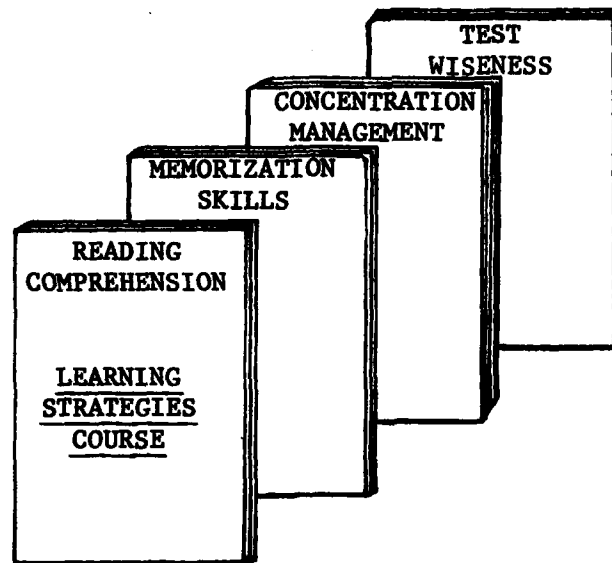 TEST
WISENESS
CONCENTRATION
MANAGEMENT
MEMORIZATION
SKILLS
READING
COMPREHENSION
LEARNING
STRATEGIES
COURSE